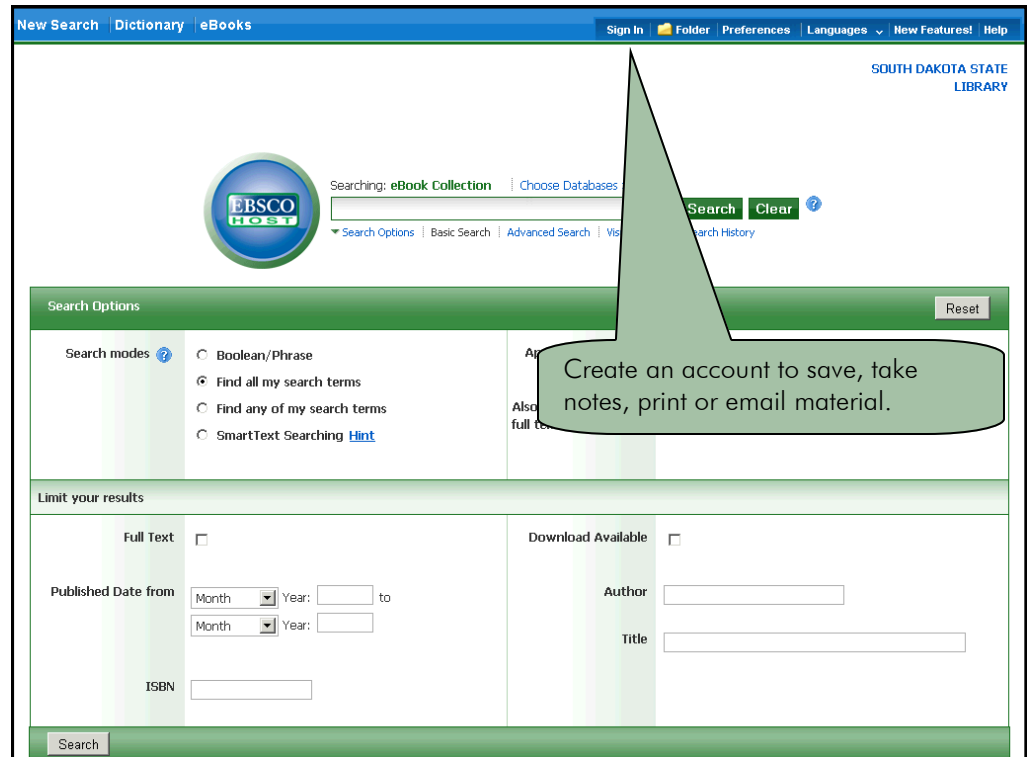 New Search Dictionary eBooks
Sign In Folder Preferences Languages New Features! Help
SOUTH DAKOTA STATE
LIBRARY
EBSCO
HOST
Searching: eBook Collection Choose Databases
Search Clear
Search Options Basic Search Advanced Search Search History
Search Options
Reset
Search modes
Boolean/Phrase
Find all my search terms
Find any of my search terms
SmartText Searching Hint
Also
full
Create an account to save, take
notes, print or email material.
Limit your results
Full Text
Download Available
Published Date from
Month Year: to
Month Year:
Author
Title
ISBN
Search